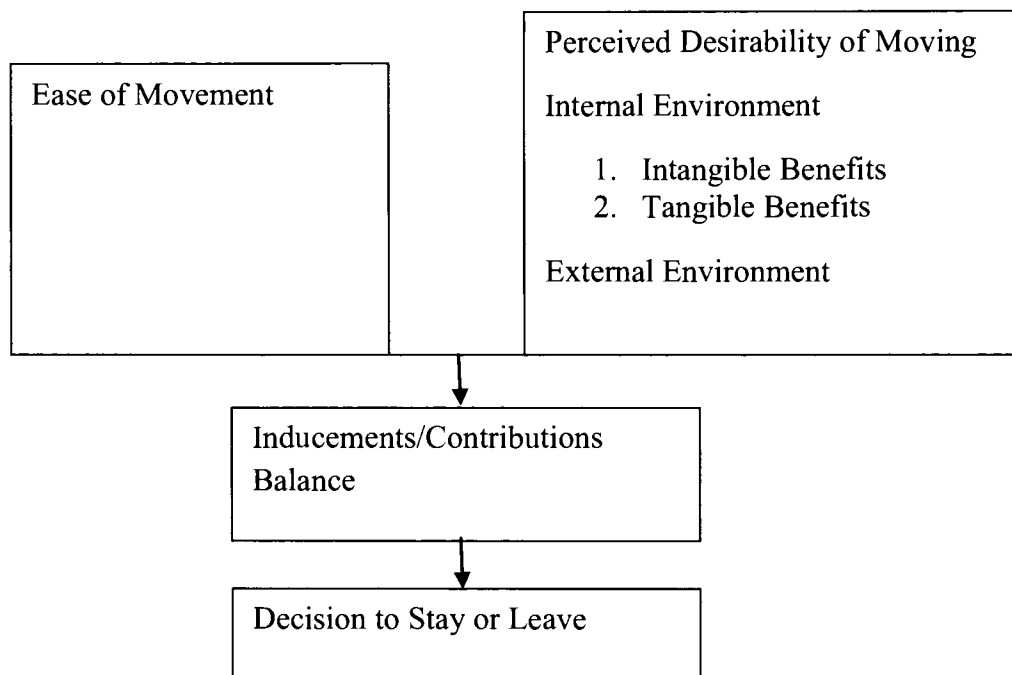 Ease of Movement
Perceived Desirability of Moving
Internal Environment
1. Intangible Benefits
2. Tangible Benefits
External Environment
Inducements/Contributions
Balance
Decision to Stay or Leave